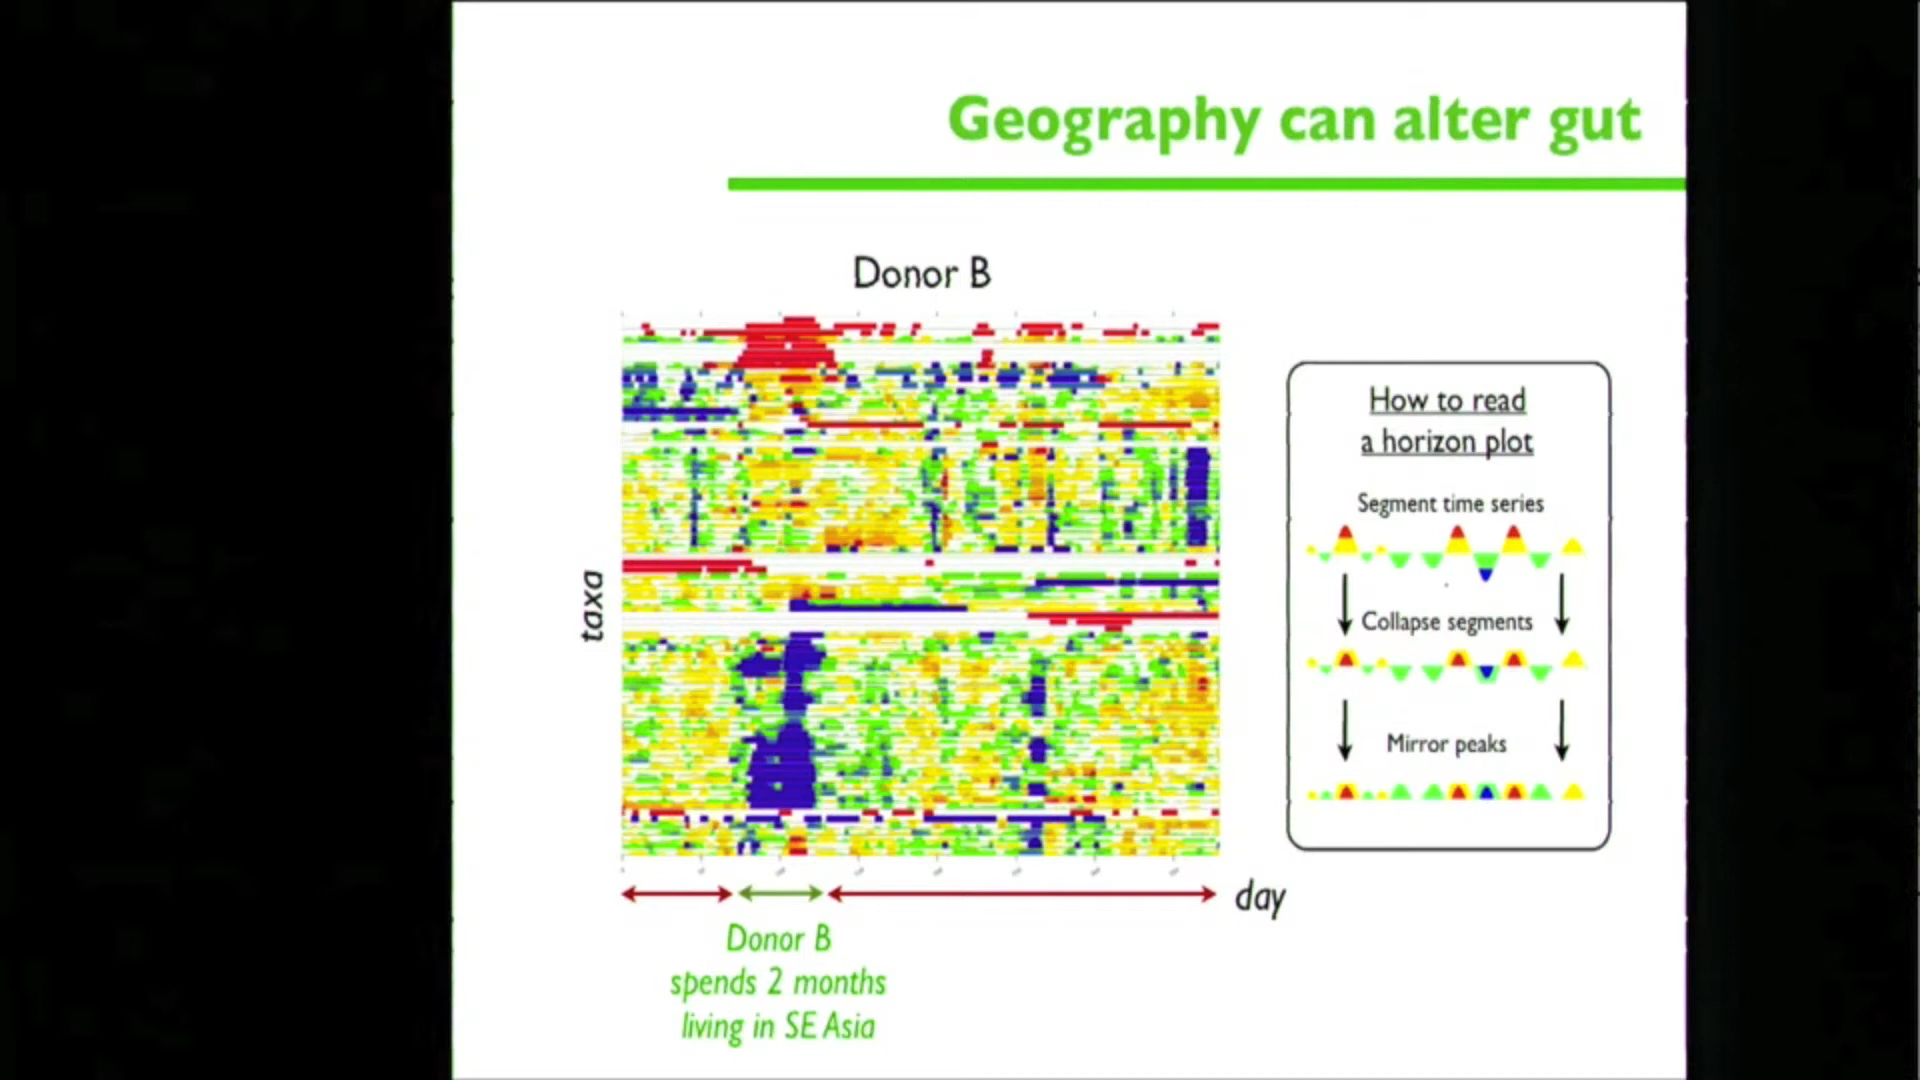 Geography can alter gut
Donor B
taxa
day
Donor B
spends 2 months
living in SE Asia
How to read
a horizon plot
Segment time series
Collapse segments
Mirror peaks